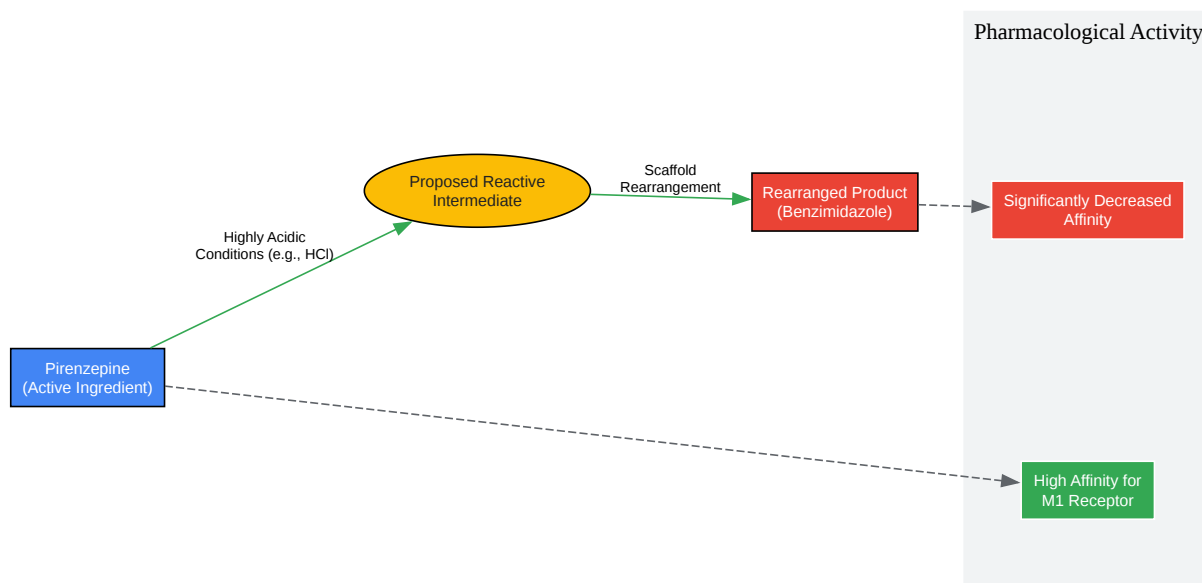 Pharmacological Activity
Highly Acidic
Conditions (e.g., HCl)
Proposed Reactive
Intermediate
Scaffold
Rearrangement
Rearranged Product
(Benzimidazole)
Significantly Decreased
Affinity
Pirenzepine
(Active Ingredient)
High Affinity for
M1 Receptor